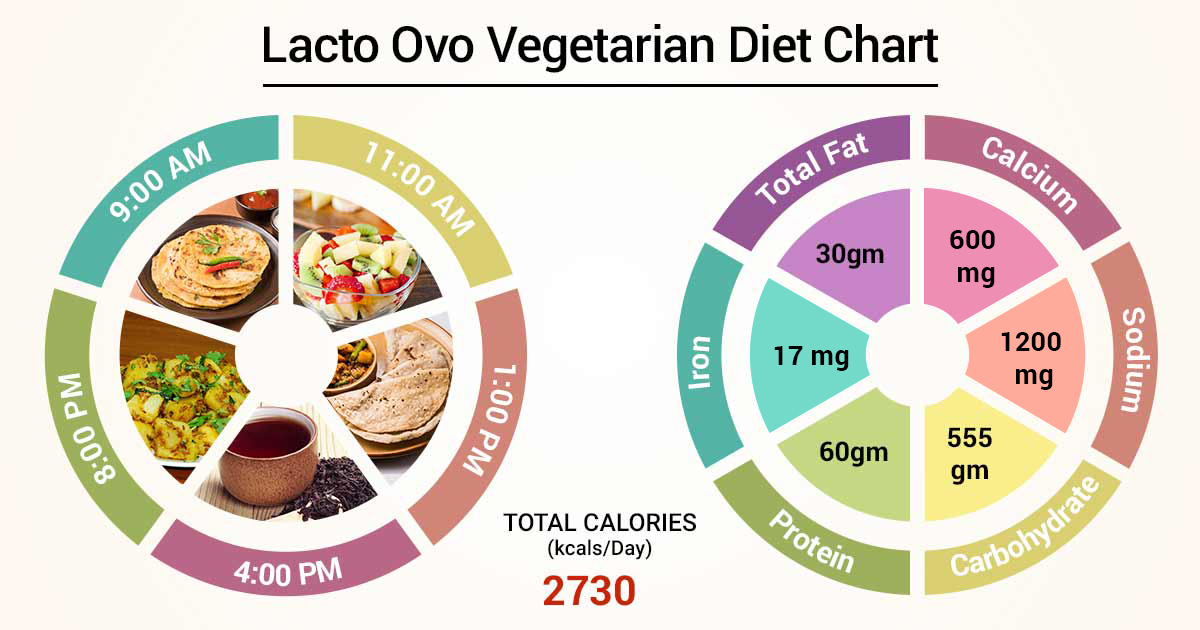 Lacto Ovo Vegetarian Diet Chart
9:00 AM
11:00 AM
1:00 PM
4:00 PM
8:00 PM
TOTAL CALORIES
(kcals/Day)
2730
Total Fat
30gm
Calcium
600
mg
Sodium
1200
mg
Carbohydrate
555
gm
Protein
60gm
Iron
17 mg